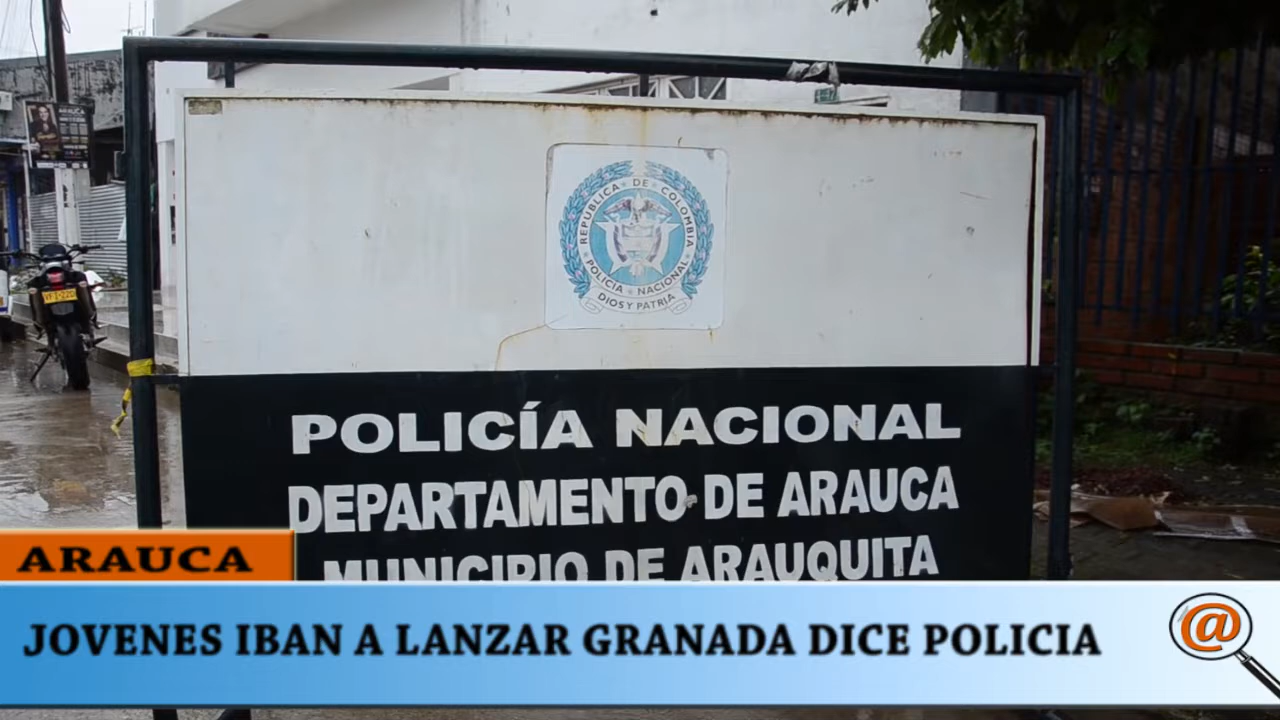 REPUBLICA DE COLOMBIA
POLICÍA NACIONAL
DIOS Y PATRIA
POLICÍA NACIONAL
DEPARTAMENTO DE ARAUCA
MUNICIPIO DE ARAUQUITA
ARAUCA
JOVENES IBAN A LANZAR GRANADA DICE POLICIA
@